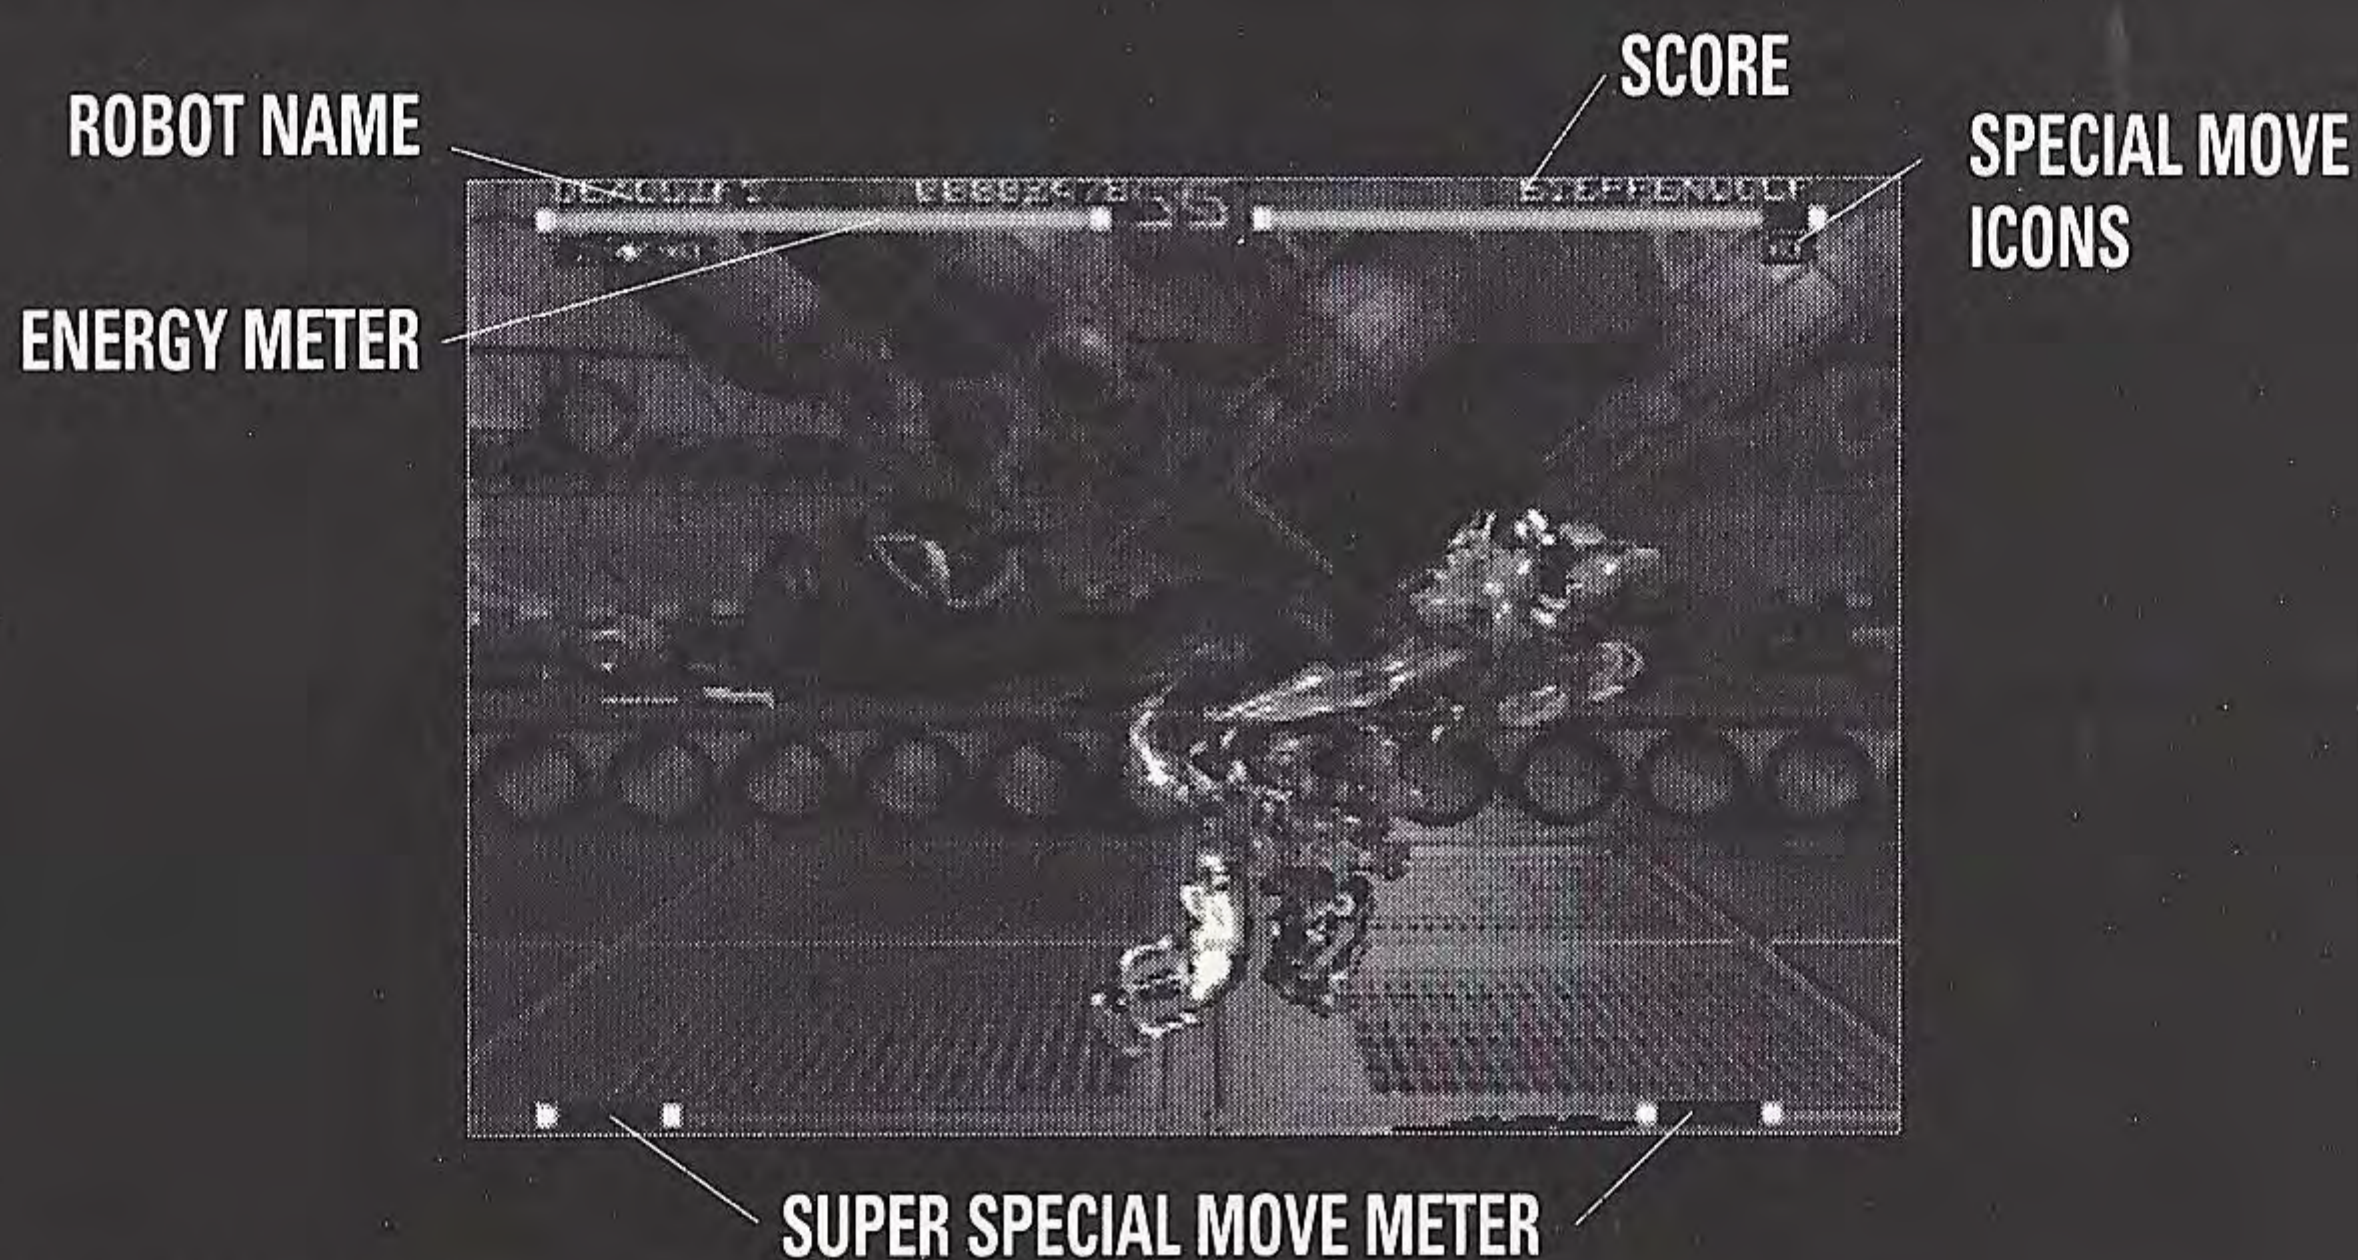 SCORE
ROBOT NAME
SPECIAL MOVE
ICONS
ENERGY METER
SUPER SPECIAL MOVE METER